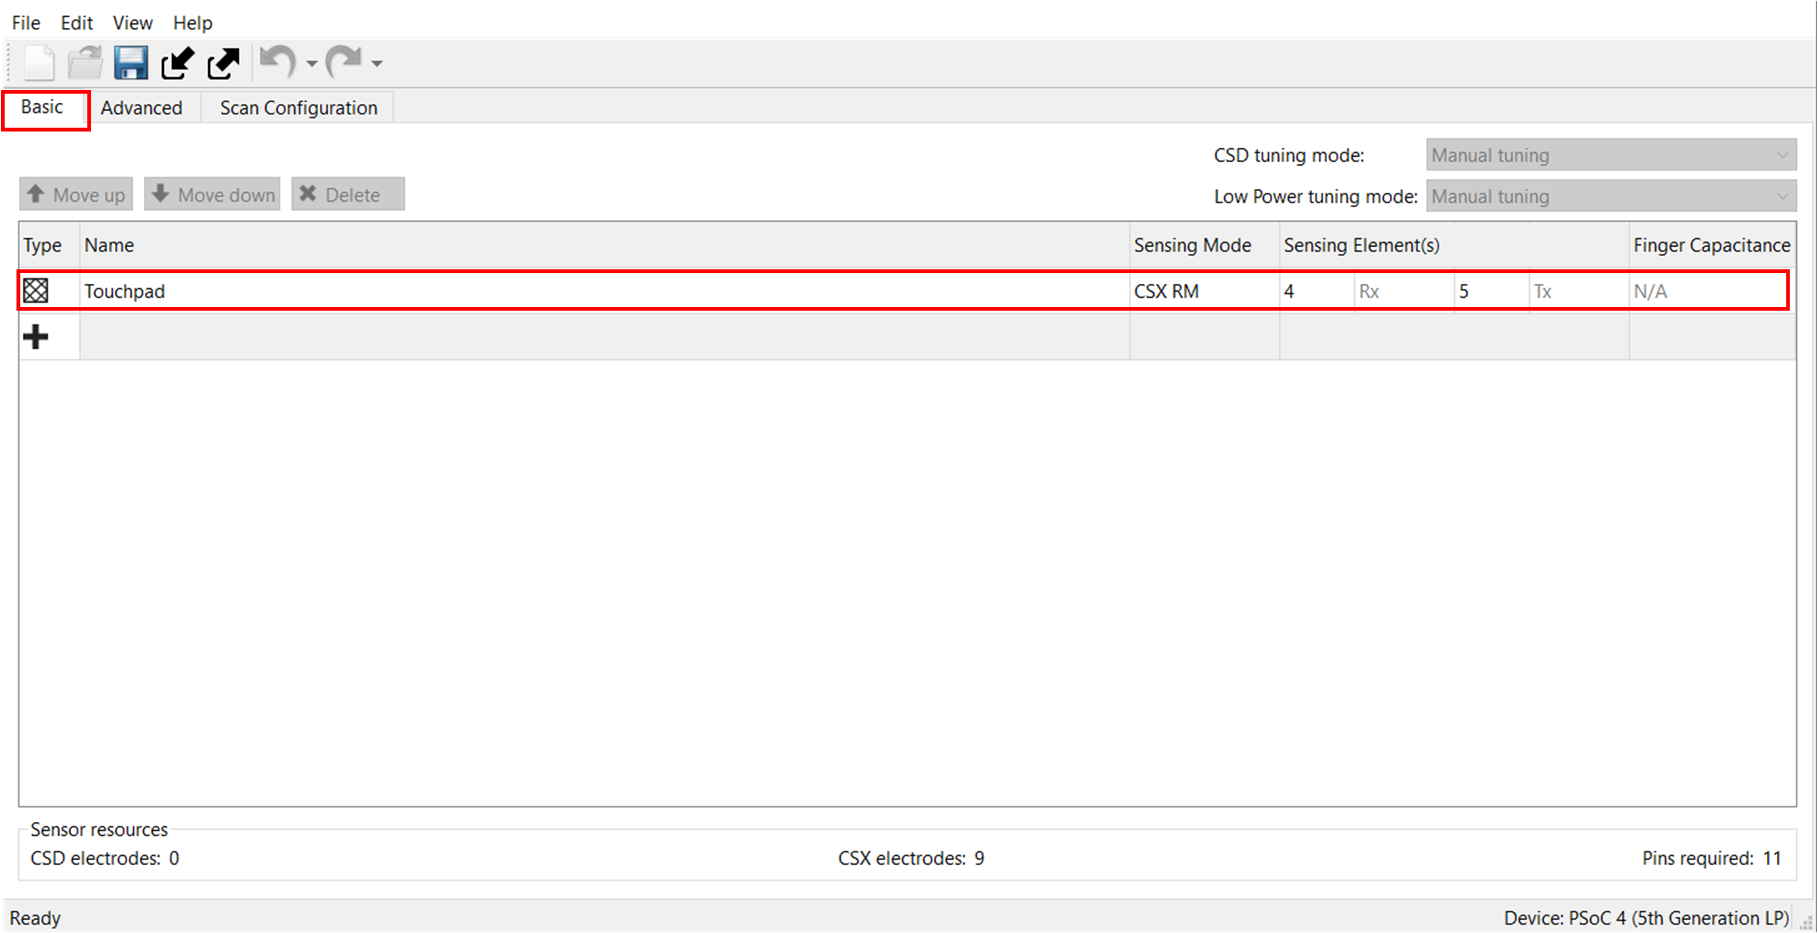 File Edit View Help
Basic Advanced Scan Configuration
CSD tuning mode: Manual tuning
Move up Move down Delete Low Power tuning mode: Manual tuning
Type Name Sensing Mode Sensing Element(s) Finger Capacitance
Touchpad CSX RM 4 Rx 5 Tx N/A
Sensor resources
CSD electrodes: 0 CSX electrodes: 9 Pins required: 11
Ready Device: PSoC 4 (5th Generation LP)